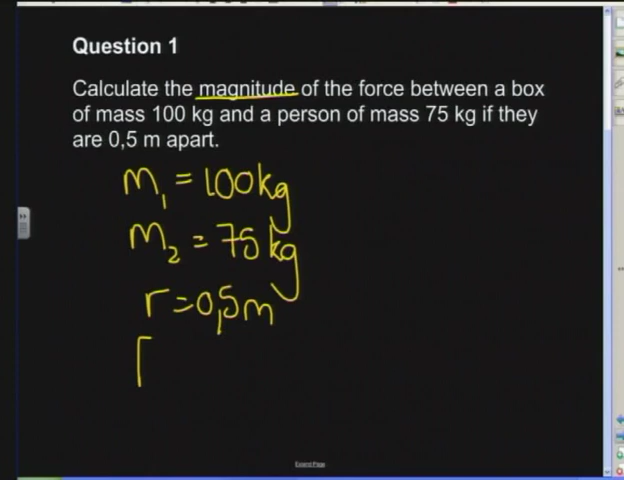 Question 1
Calculate the magnitude of the force between a box
of mass 100 kg and a person of mass 75 kg if they
are 0,5 m apart.
m₁ = 100kg
m₂ = 75kg
r = 0,5m